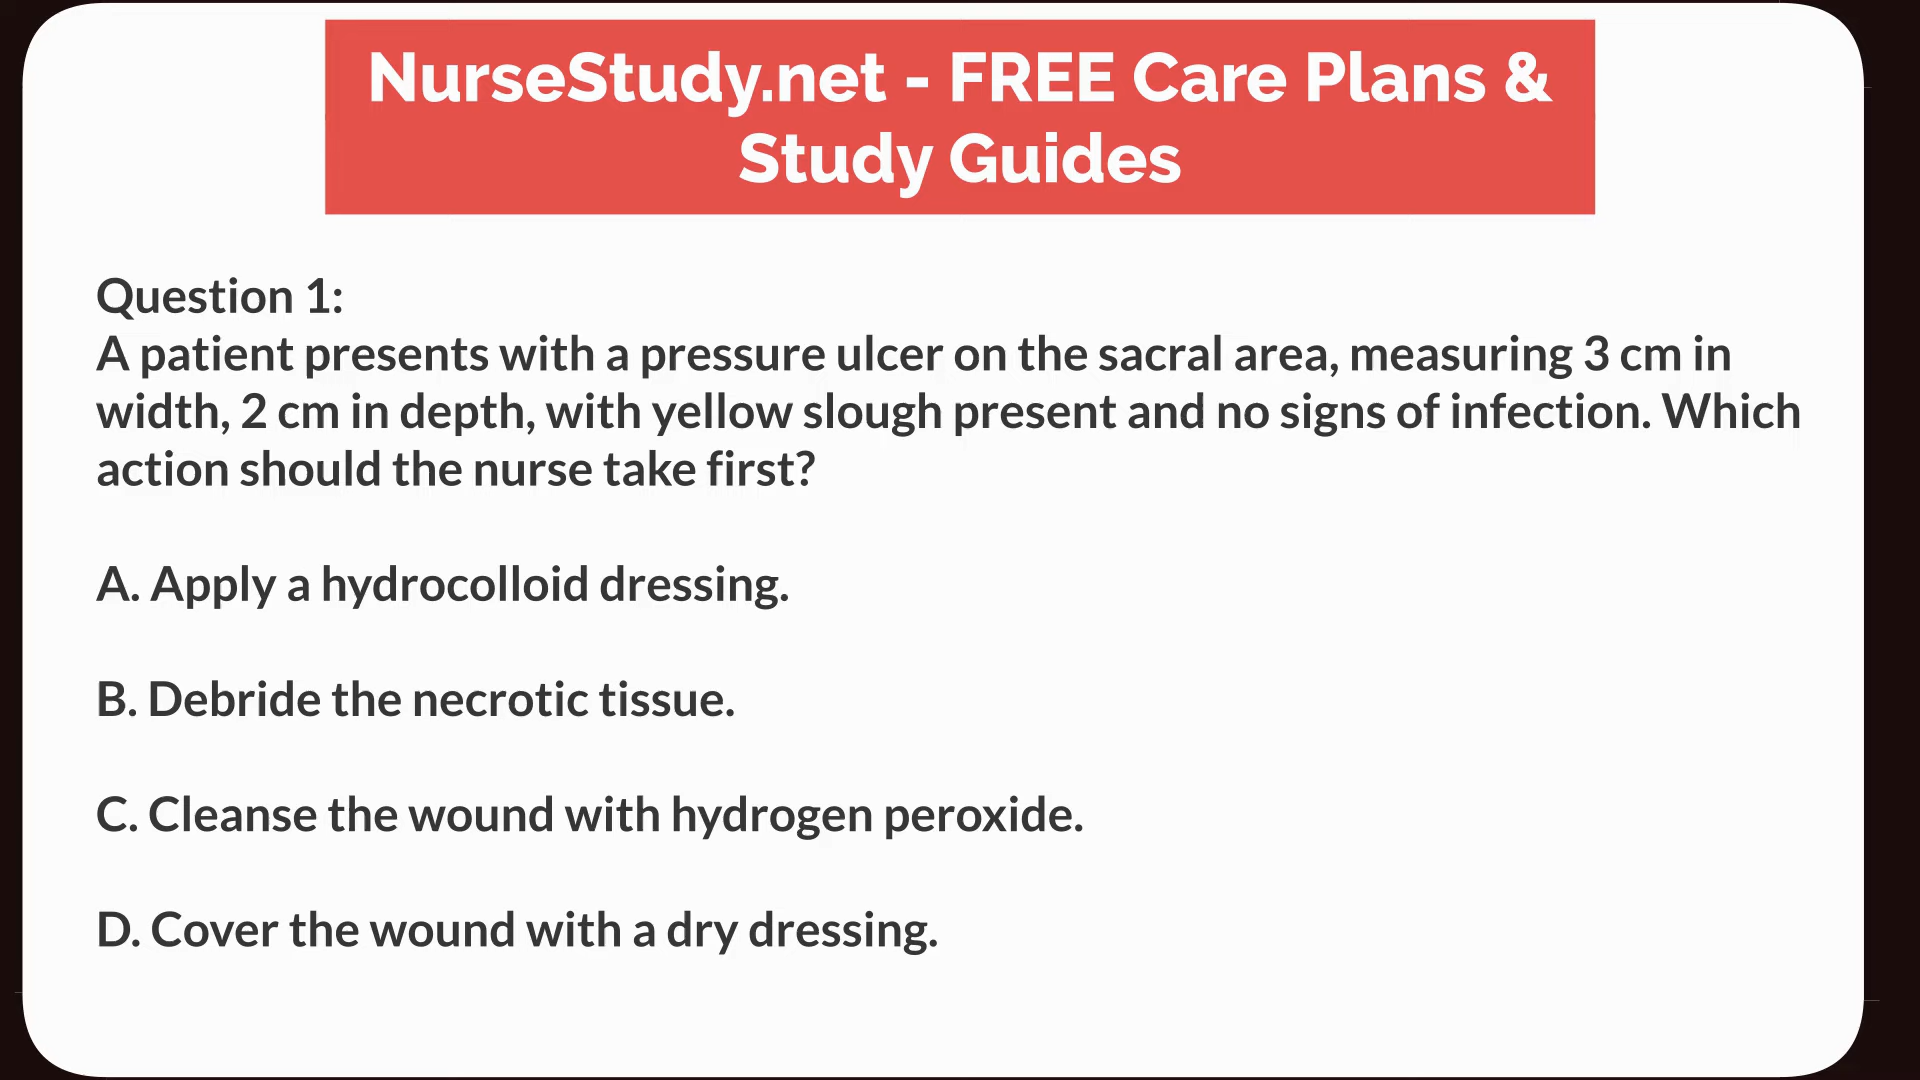 NurseStudy.net - FREE Care Plans &
Study Guides
Question 1:
A patient presents with a pressure ulcer on the sacral area, measuring 3 cm in
width, 2 cm in depth, with yellow slough present and no signs of infection. Which
action should the nurse take first?
A. Apply a hydrocolloid dressing.
B. Debride the necrotic tissue.
C. Cleanse the wound with hydrogen peroxide.
D. Cover the wound with a dry dressing.